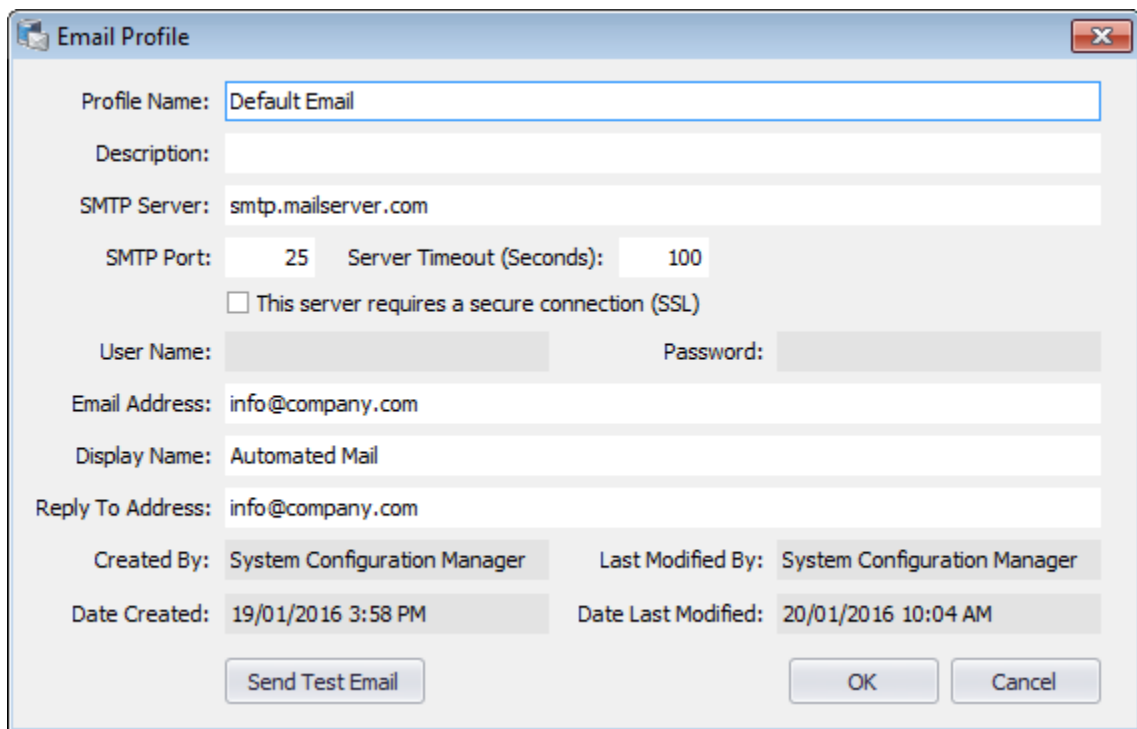 Email Profile
Profile Name: Default Email
Description:
SMTP Server: smtp.mailserver.com
SMTP Port: 25 Server Timeout (Seconds): 100
This server requires a secure connection (SSL)
User Name: Password:
Email Address: info@company.com
Display Name: Automated Mail
Reply To Address: info@company.com
Created By: System Configuration Manager Last Modified By: System Configuration Manager
Date Created: 19/01/2016 3:58 PM Date Last Modified: 20/01/2016 10:04 AM
Send Test Email OK Cancel